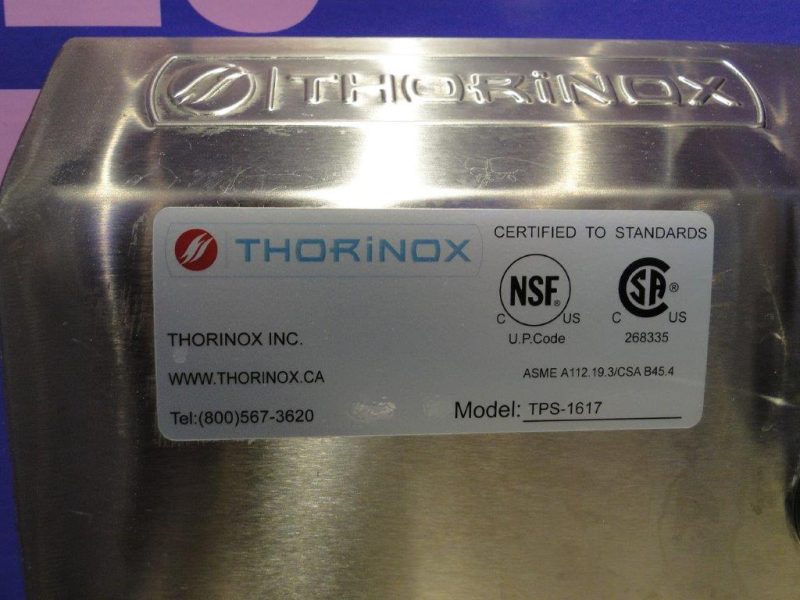 THORiNOX
THORiNOX
CERTIFIED TO STANDARDS
NSF®
C US
U.P.Code
SA ®
C US
268335
THORINOX INC.
WWW.THORINOX.CA
ASME A112.19.3/CSA B45.4
Tel:(800)567-3620
Model: TPS-1617